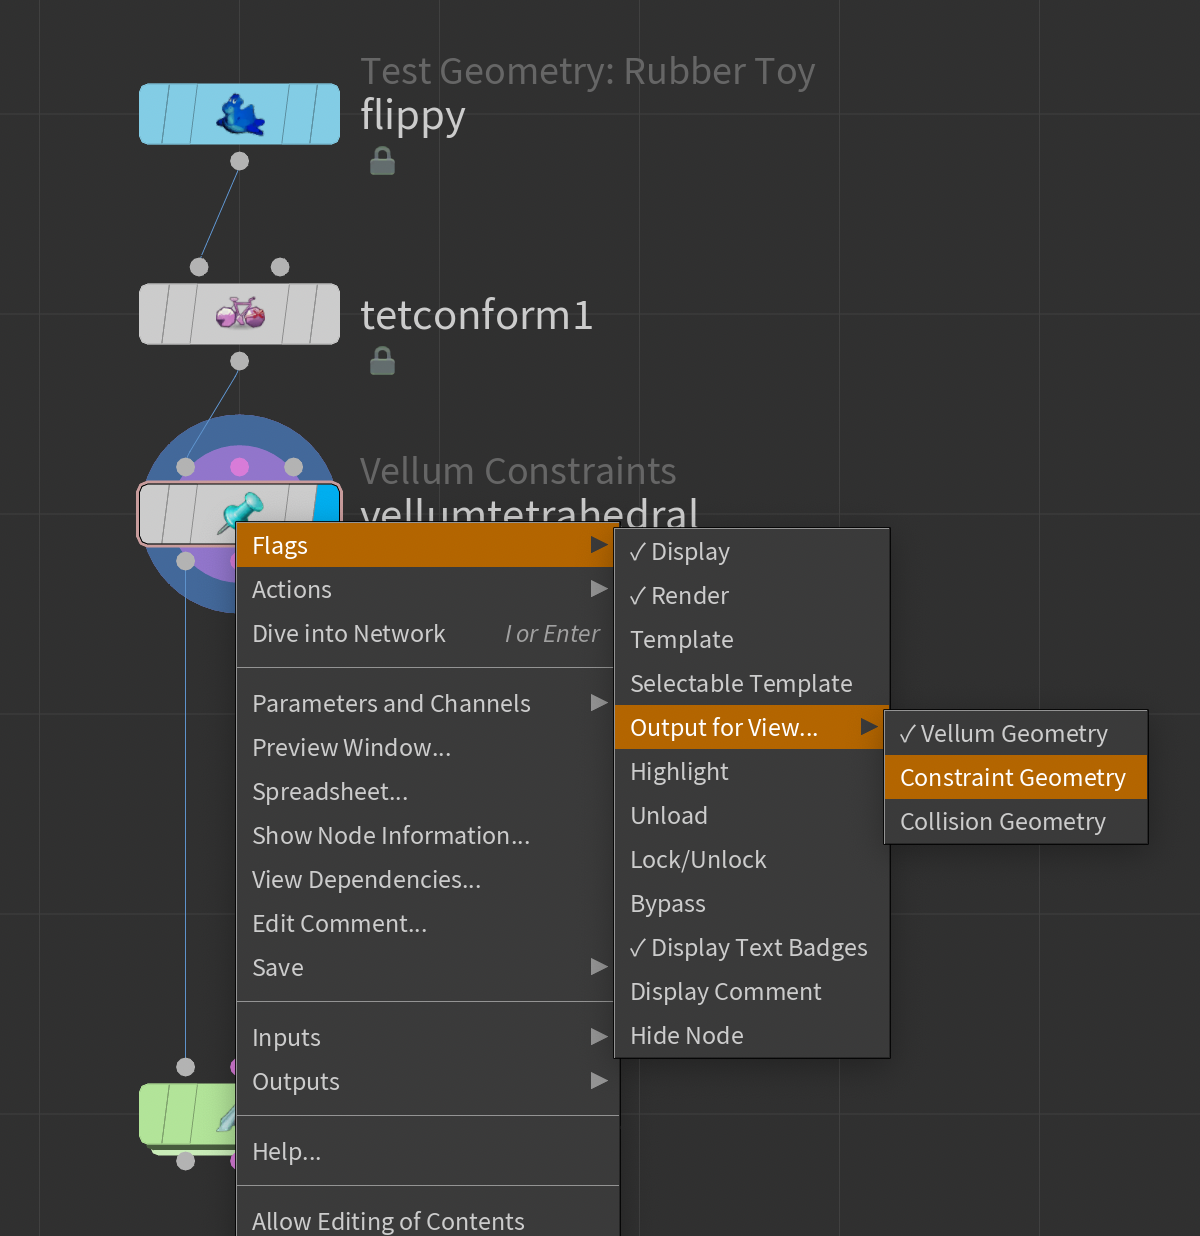 Test Geometry: Rubber Toy
flippy
tetconform1
Vellum Constraints
vellumtetrahedral
Flags
Actions
Dive into Network I or Enter
Parameters and Channels
Preview Window...
Spreadsheet...
Show Node Information...
View Dependencies...
Edit Comment...
Save
Inputs
Outputs
Help...
Allow Editing of Contents
✓ Display
✓ Render
Template
Selectable Template
Output for View...
Highlight
Unload
Lock/Unlock
Bypass
✓ Display Text Badges
Display Comment
Hide Node
✓ Vellum Geometry
Constraint Geometry
Collision Geometry